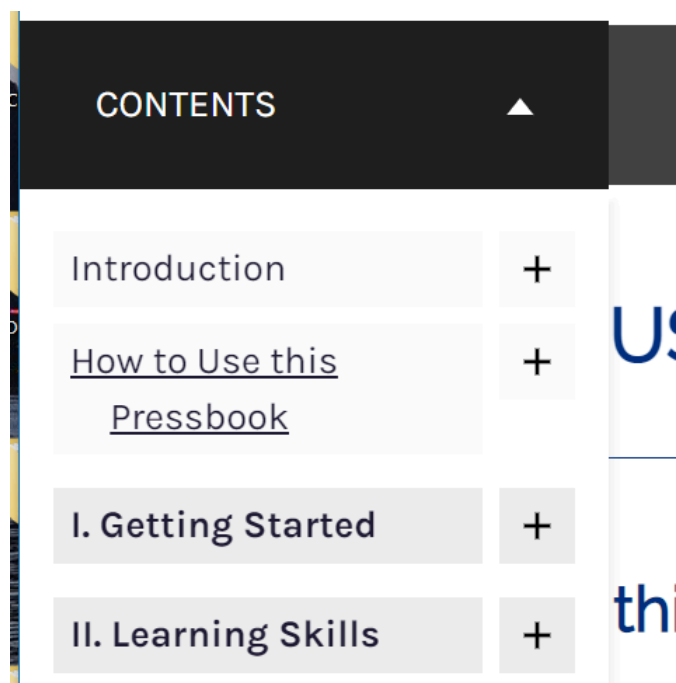 CONTENTS
Introduction
How to Use this
Pressbook
I. Getting Started
II. Learning Skills